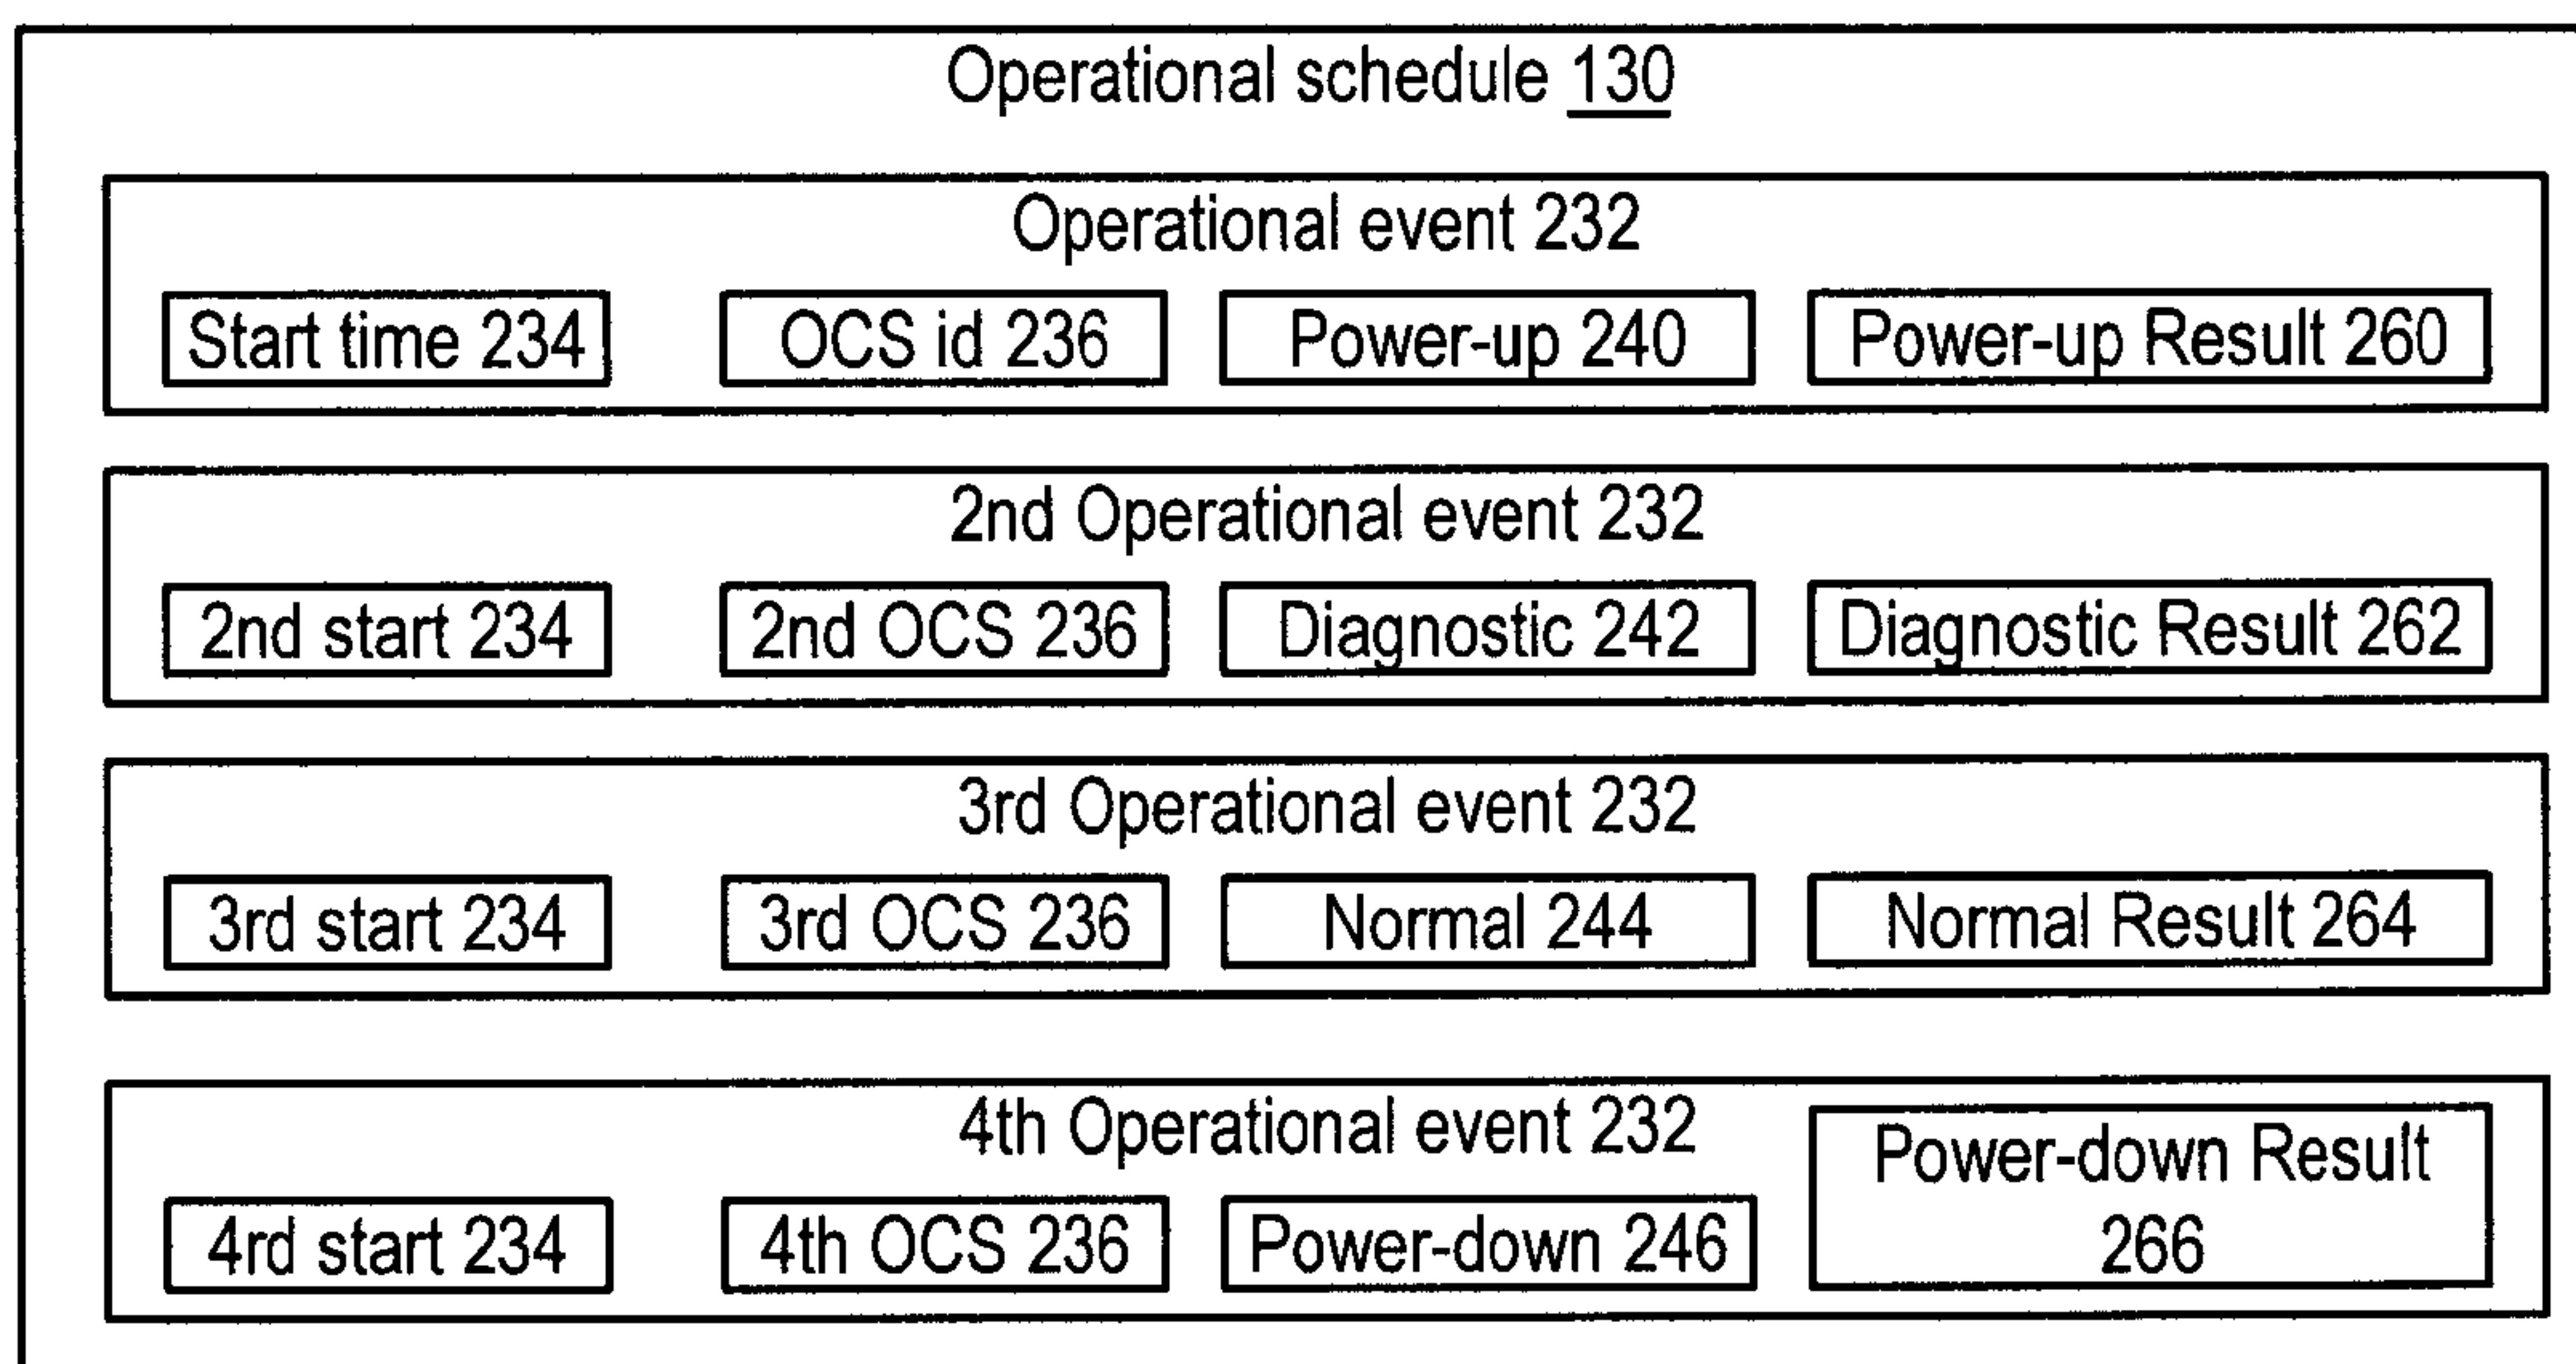 Operational schedule 130
Operational event 232
Start time 234
OCS id 236
Power-up 240
Power-up Result 260
2nd Operational event 232
2nd start 234
2nd OCS 236
Diagnostic 242
Diagnostic Result 262
3rd Operational event 232
3rd start 234
3rd OCS 236
Normal 244
Normal Result 264
4th Operational event 232
4rd start 234
4th OCS 236
Power-down 246
Power-down Result
266